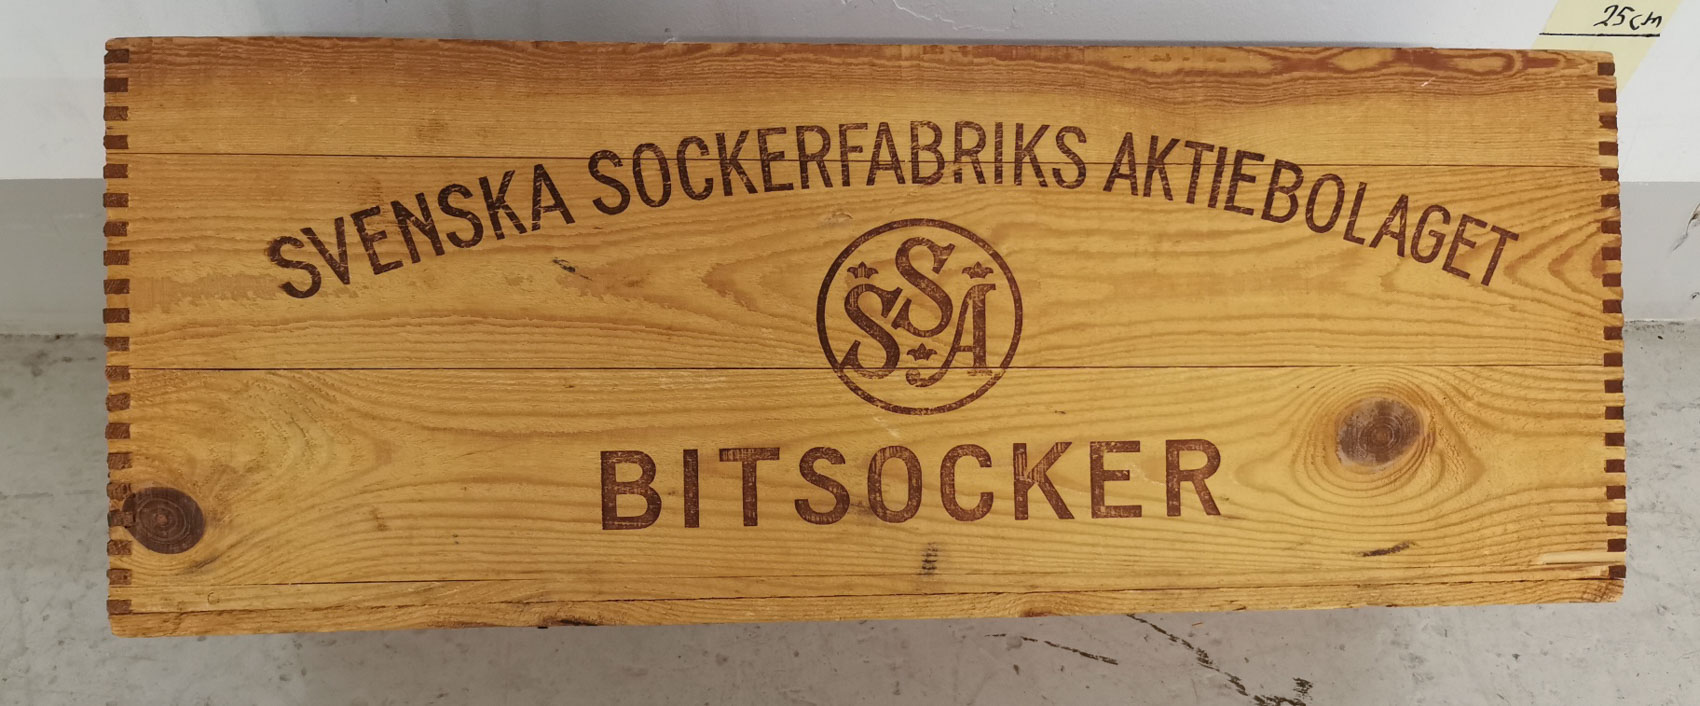 25cm
SVENSKA SOCKERFABRIKS AKTIEBOLAGET
SSA
BITSOCKER